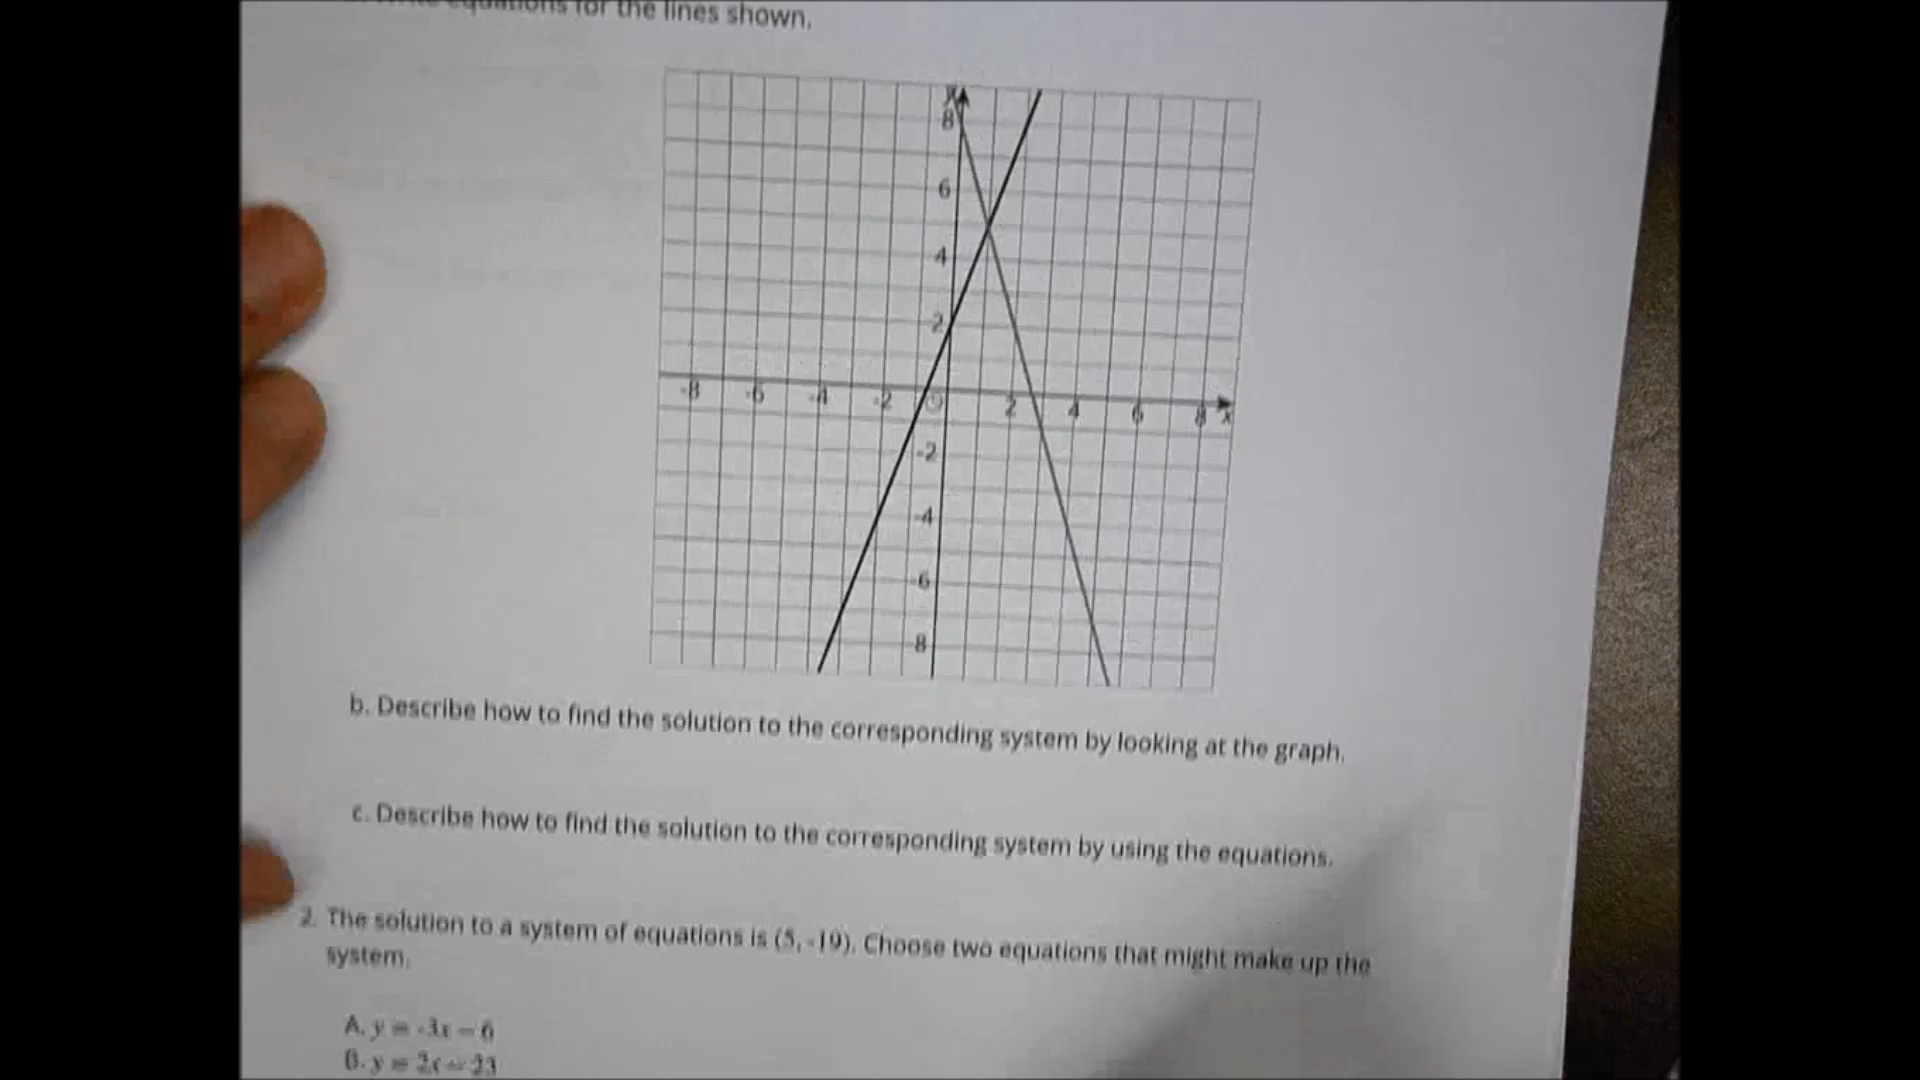 equations for the lines shown.
y
8
6
4
2
-8 -6 -4 -2 O 2 4 6 8 x
-2
-4
-6
8
b. Describe how to find the solution to the corresponding system by looking at the graph.
c. Describe how to find the solution to the corresponding system by using the equations.
2. The solution to a system of equations is (5, -19). Choose two equations that might make up the
system.
A. y = -3x - 6
B. y = 2x - 23